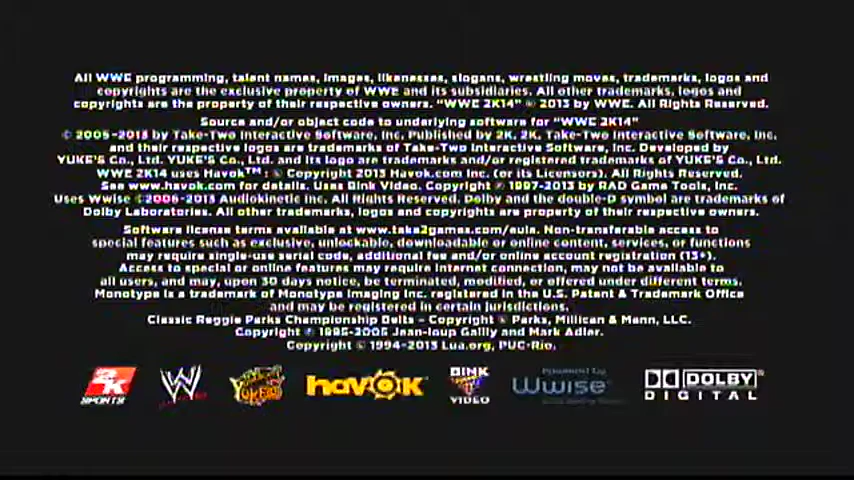 All WWE programming, talent names, images, likenesses, slogans, wrestling moves, trademarks, logos and
copyrights are the exclusive property of WWE and its subsidiaries. All other trademarks, logos and
copyrights are the property of their respective owners. "WWE 2K14" © 2013 by WWE. All Rights Reserved.
Source and/or object code to underlying software for "WWE 2K14"
© 2005-2013 by Take-Two Interactive Software, Inc. Published by 2K. 2K, Take-Two Interactive Software, Inc.
and their respective logos are trademarks of Take-Two Interactive Software, Inc. Developed by
YUKE'S Co., Ltd. YUKE'S Co., Ltd. and its logo are trademarks and/or registered trademarks of YUKE'S Co., Ltd.
WWE 2K14 uses Havok™ : © Copyright 2013 Havok.com Inc. (or its Licensors). All Rights Reserved.
See www.havok.com for details. Uses Bink Video. Copyright © 1997-2013 by RAD Game Tools, Inc.
Uses Wwise ©2006-2013 Audiokinetic Inc. All Rights Reserved. Dolby and the double-D symbol are trademarks of
Dolby Laboratories. All other trademarks, logos and copyrights are property of their respective owners.
Software license terms available at www.take2games.com/eula. Non-transferable access to
special features such as exclusive, unlockable, downloadable or online content, services, or functions
may require single-use serial code, additional fee and/or online account registration (13+).
Access to special or online features may require internet connection, may not be available to
all users, and may, upon 30 days notice, be terminated, modified, or offered under different terms.
Monotype is a trademark of Monotype Imaging Inc. registered in the U.S. Patent & Trademark Office
and may be registered in certain jurisdictions.
Classic Reggie Parks Championship Belts – Copyright © Parks, Millican & Mann, LLC.
Copyright © 1995-2005 Jean-loup Gailly and Mark Adler.
Copyright © 1994-2013 Lua.org, PUC-Rio.
2K SPORTS
W
YUKE'S
havok
BINK VIDEO
Powered by Wwise
DOLBY DIGITAL